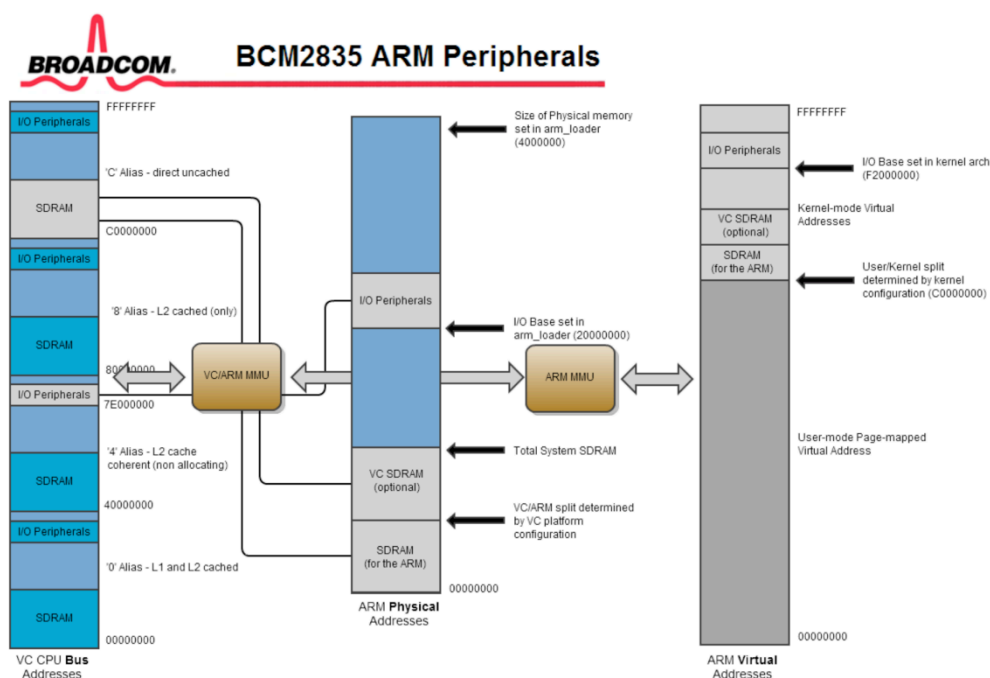 BROADCOM.
BCM2835 ARM Peripherals
FFFFFFFF
I/O Peripherals
'C' Alias - direct uncached
SDRAM
C0000000
I/O Peripherals
'8' Alias - L2 cached (only)
SDRAM
80000000
I/O Peripherals
7E000000
'4' Alias - L2 cache
coherent (non allocating)
SDRAM
40000000
I/O Peripherals
'0' Alias - L1 and L2 cached
SDRAM
00000000
VC CPU Bus
Addresses
VC/ARM MMU
Size of Physical memory
set in arm_loader
(4000000)
I/O Peripherals
I/O Base set in
arm_loader (20000000)
Total System SDRAM
VC SDRAM
(optional)
VC/ARM split determined
by VC platform
configuration
SDRAM
(for the ARM)
00000000
ARM Physical
Addresses
ARM MMU
FFFFFFFF
I/O Peripherals
I/O Base set in kernel arch
(F2000000)
Kernel-mode Virtual
Addresses
VC SDRAM
(optional)
SDRAM
(for the ARM)
User/Kernel split
determined by kernel
configuration (C0000000)
User-mode Page-mapped
Virtual Address
00000000
ARM Virtual
Addresses